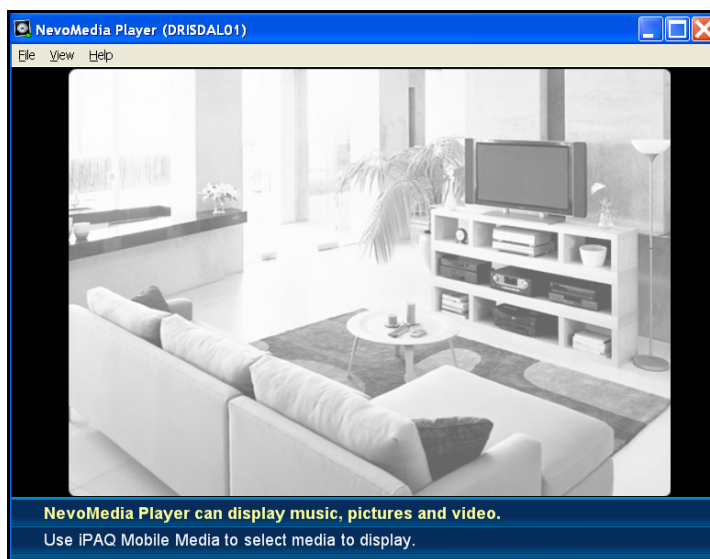 NevoMedia Player (DRISDAL01)
File View Help
NevoMedia Player can display music, pictures and video.
Use iPAQ Mobile Media to select media to display.